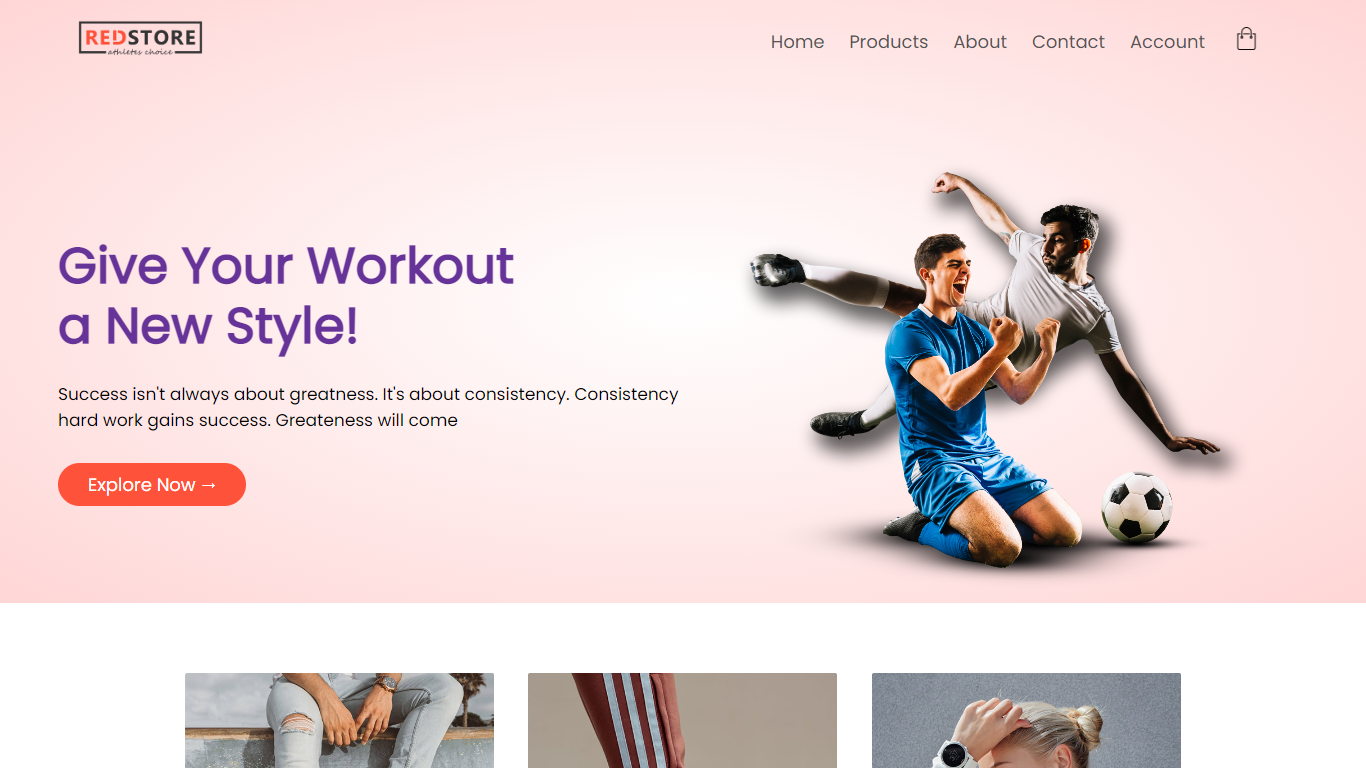 REDSTORE
athletes choice
Home Products About Contact Account
Give Your Workout
a New Style!
Success isn't always about greatness. It's about consistency. Consistency
hard work gains success. Greateness will come
Explore Now →